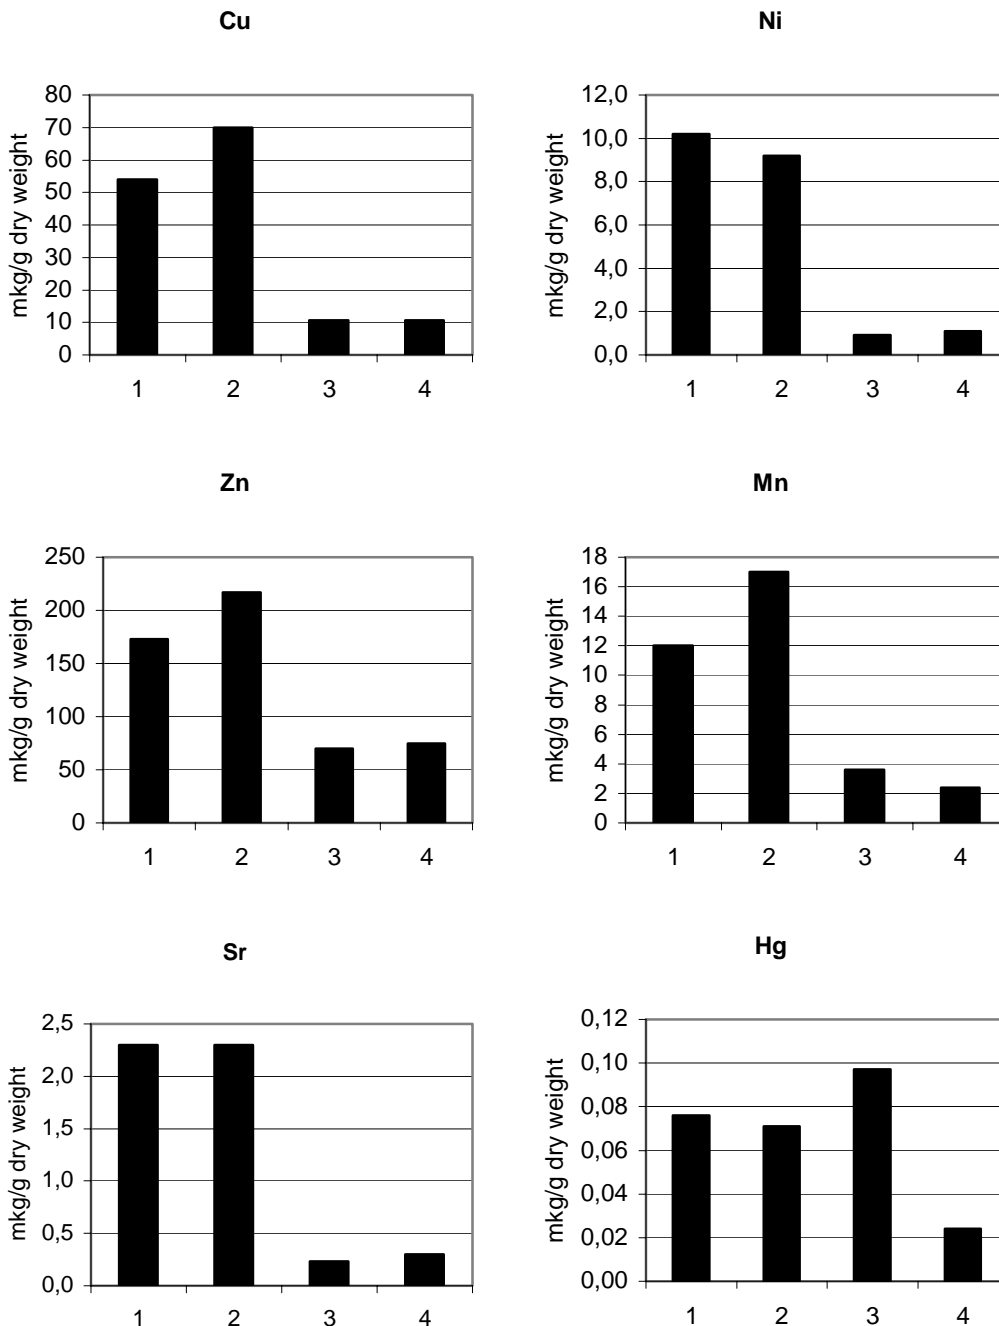 Cu
mkg/g dry weight
80
70
60
50
40
30
20
10
0
1 2 3 4
Ni
mkg/g dry weight
12,0
10,0
8,0
6,0
4,0
2,0
0,0
1 2 3 4
Zn
mkg/g dry weight
250
200
150
100
50
0
1 2 3 4
Mn
mkg/g dry weight
18
16
14
12
10
8
6
4
2
0
1 2 3 4
Sr
mkg/g dry weight
2,5
2,0
1,5
1,0
0,5
0,0
1 2 3 4
Hg
mkg/g dry weight
0,12
0,10
0,08
0,06
0,04
0,02
0,00
1 2 3 4